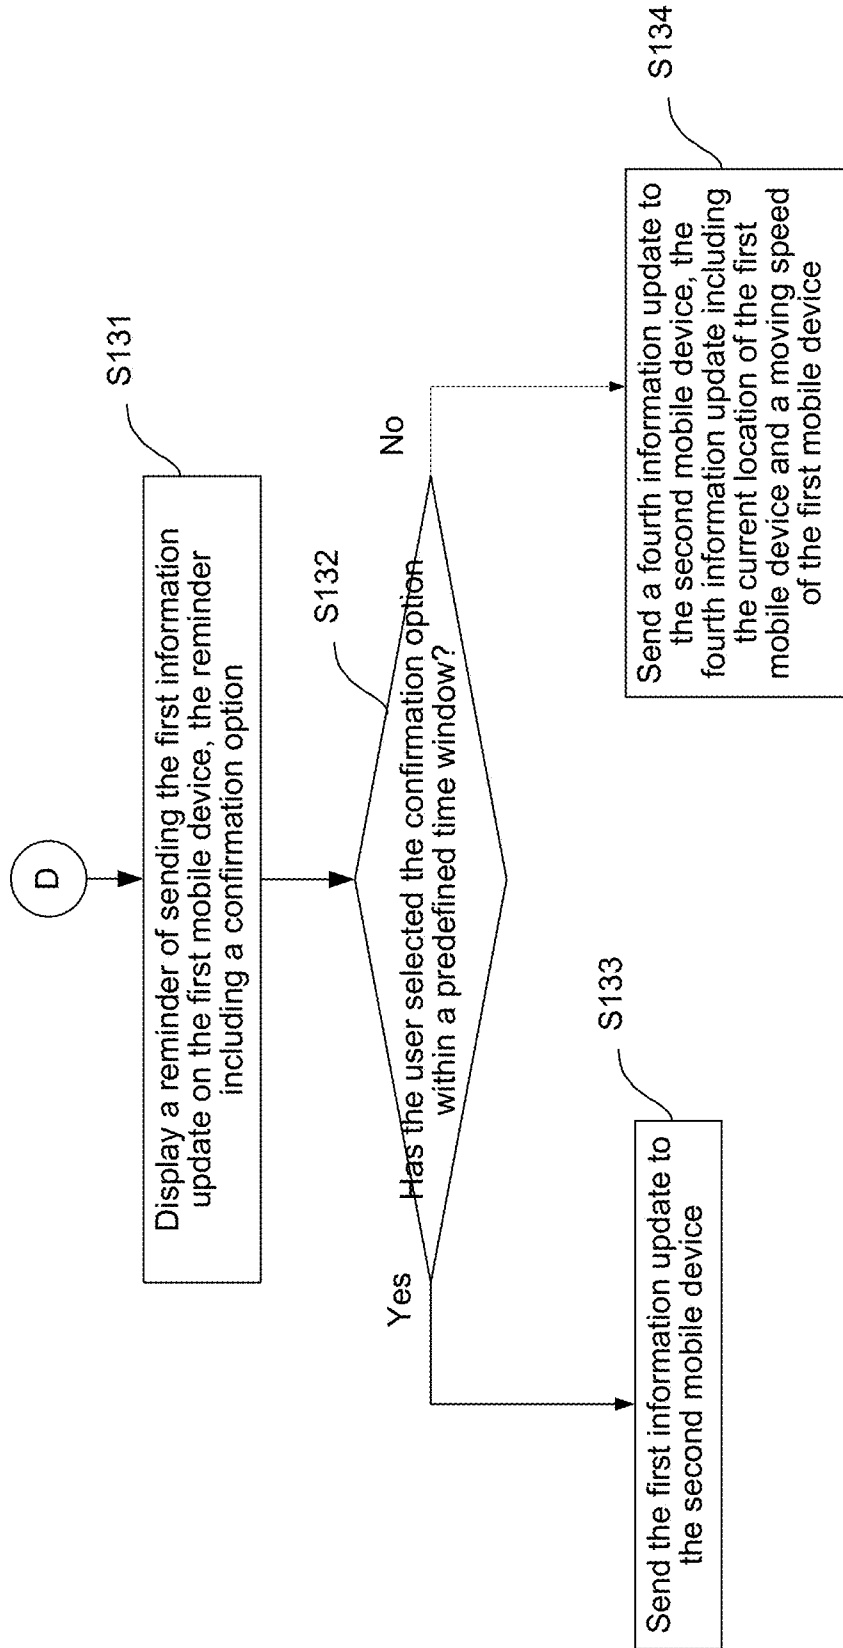 D
S131
Display a reminder of sending the first information
update on the first mobile device, the reminder
including a confirmation option
S132
Has the user selected the confirmation option
within a predefined time window?
Yes
No
S133
Send the first information update to
the second mobile device
S134
Send a fourth information update to
the second mobile device, the
fourth information update including
the current location of the first
mobile device and a moving speed
of the first mobile device